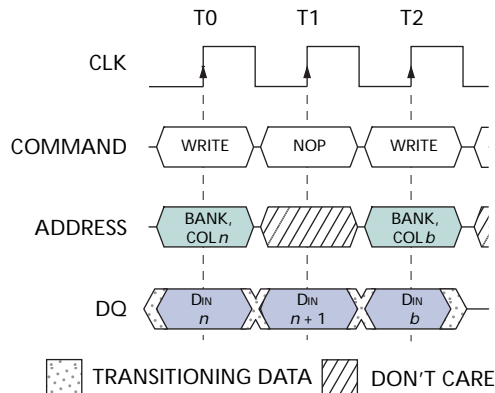 T0 T1 T2
CLK
COMMAND WRITE NOP WRITE
ADDRESS BANK, COL n BANK, COL b
DQ DIN n DIN n + 1 DIN b
TRANSITIONING DATA DON'T CARE